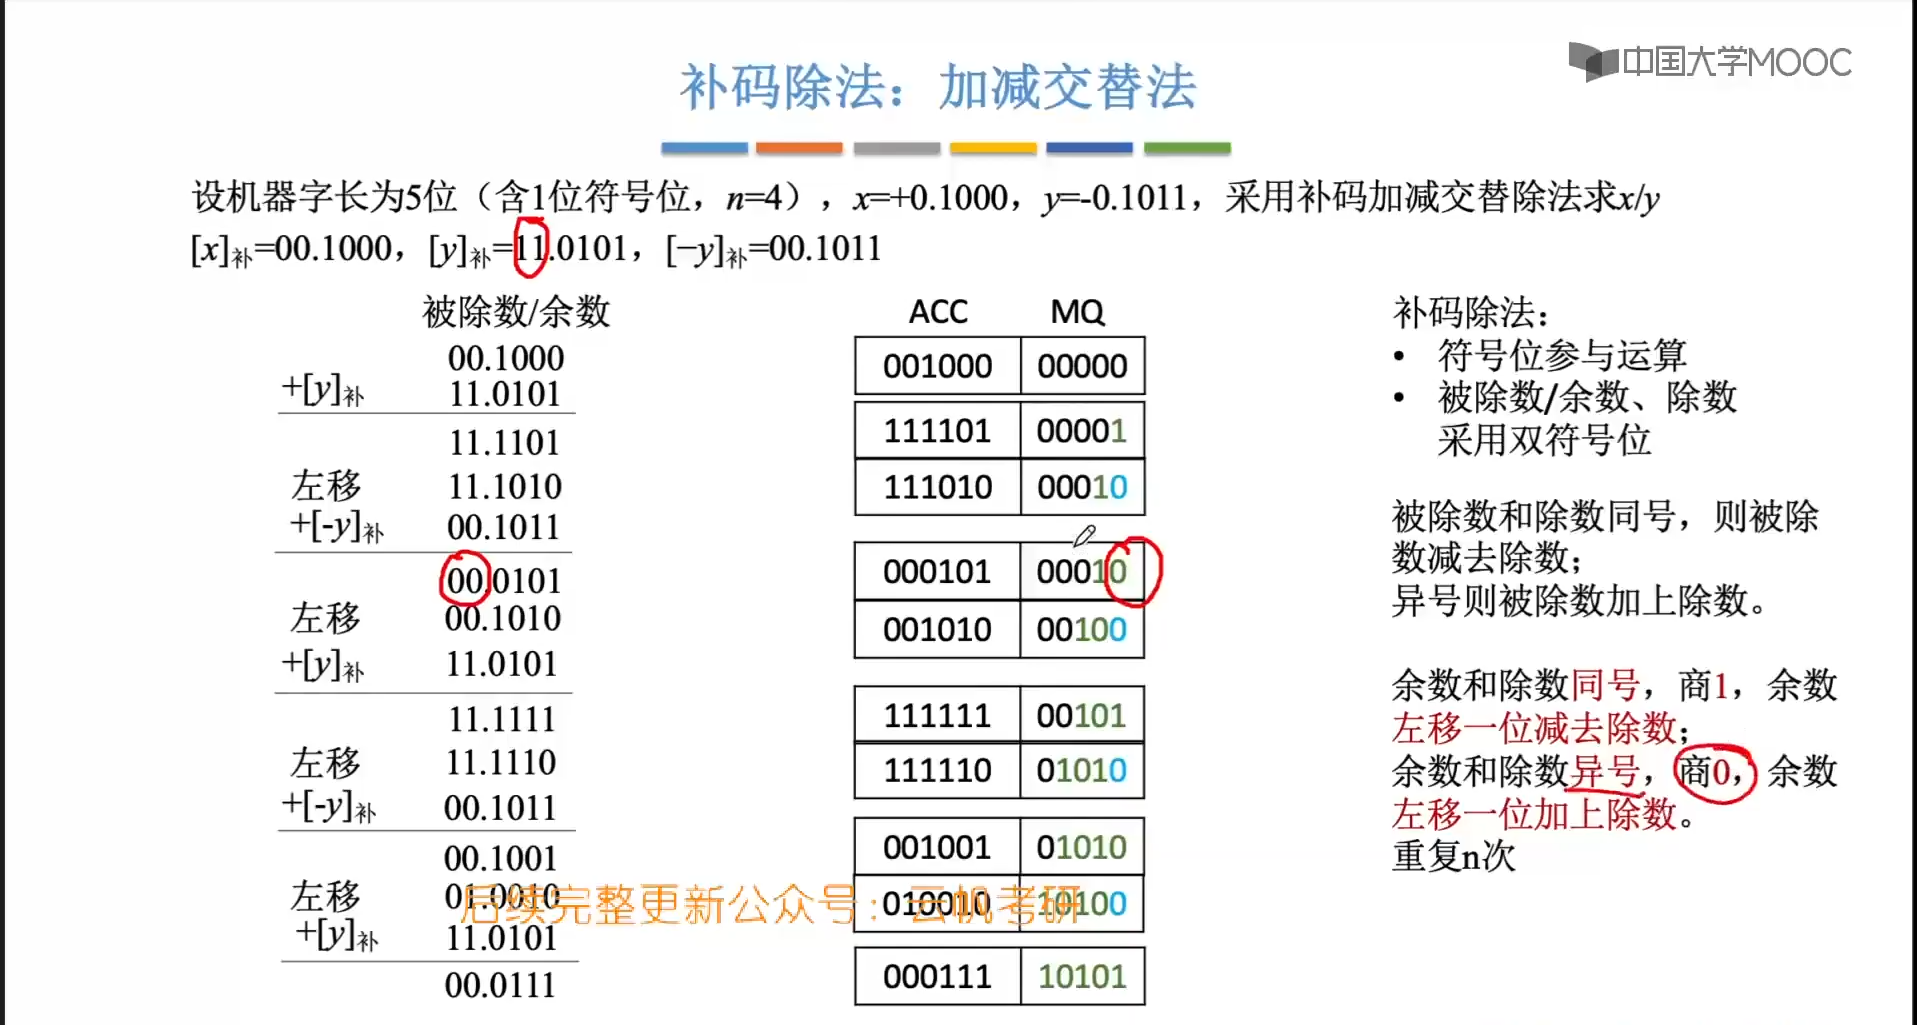 中国大学MOOC
补码除法：加减交替法
设机器字长为5位（含1位符号位，n=4），x=+0.1000，y=-0.1011，采用补码加减交替除法求x/y
[x]补=00.1000，[y]补=11.0101，[−y]补=00.1011
被除数/余数
00.1000
+[y]补 11.0101
11.1101
左移 11.1010
+[-y]补 00.1011
00.0101
左移 00.1010
+[y]补 11.0101
11.1111
左移 11.1110
+[-y]补 00.1011
00.1001
左移 01.0010
+[y]补 11.0101
00.0111
ACC MQ
001000 00000
111101 00001
111010 00010
000101 00010
001010 00100
111111 00101
111110 01010
001001 01010
010010 10100
000111 10101
补码除法：
• 符号位参与运算
• 被除数/余数、除数
采用双符号位
被除数和除数同号，则被除
数减去除数；
异号则被除数加上除数。
余数和除数同号，商1，余数
左移一位减去除数；
余数和除数异号，商0，余数
左移一位加上除数。
重复n次
后续完整更新公众号：云帆考研